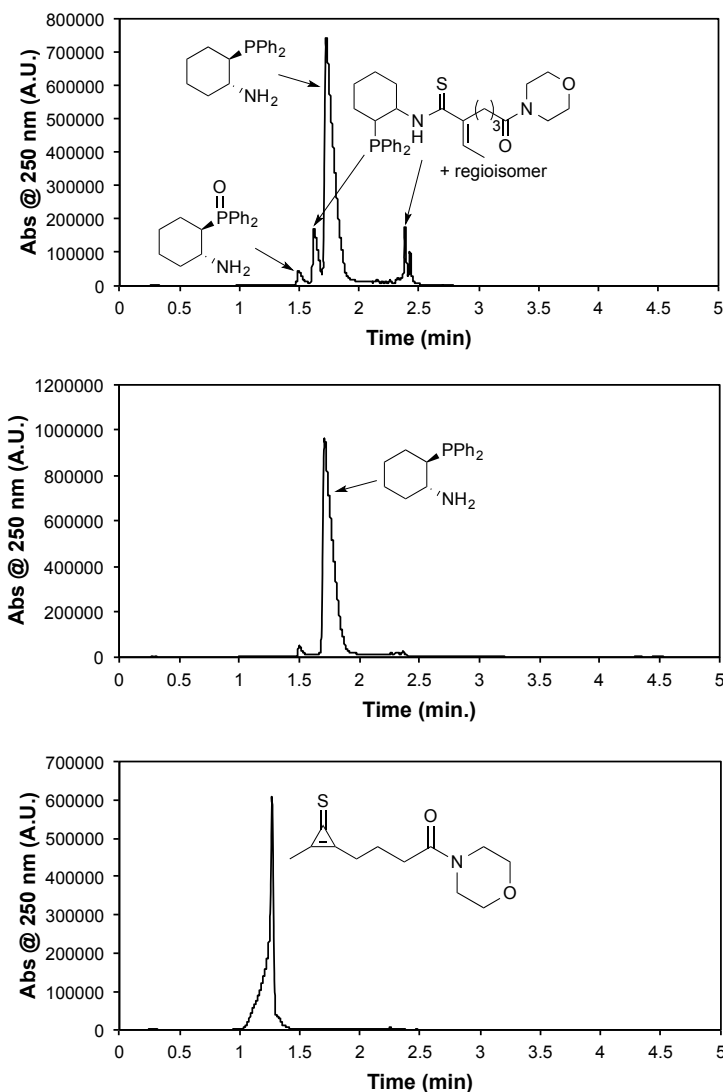 Abs @ 250 nm (A.U.)
800000
700000
600000
500000
400000
300000
200000
100000
0
0 0.5 1 1.5 2 2.5 3 3.5 4 4.5 5
Time (min)
PPh2
NH2
O
PPh2
NH2
S
N
H
PPh2
3
O
N
O
+ regioisomer
Abs @ 250 nm (A.U.)
1200000
1000000
800000
600000
400000
200000
0
0 0.5 1 1.5 2 2.5 3 3.5 4 4.5 5
Time (min.)
PPh2
NH2
Abs @ 250 nm (A.U.)
700000
600000
500000
400000
300000
200000
100000
0
0 0.5 1 1.5 2 2.5 3 3.5 4 4.5 5
Time (min)
S
O
N
O